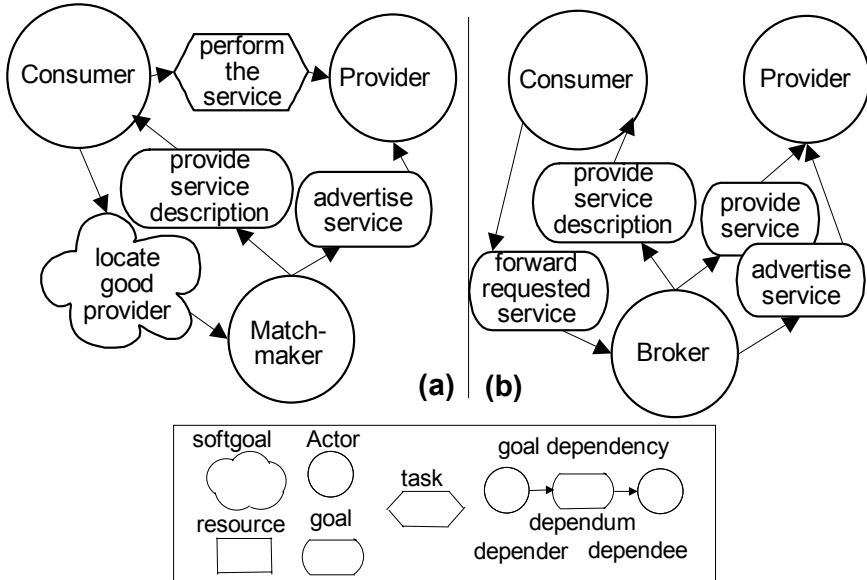 Consumer
perform
the
service
Provider
provide
service
description
advertise
service
locate
good
provider
Match-
maker
(a)
(b)
Consumer
Provider
provide
service
description
provide
service
forward
requested
service
advertise
service
Broker
softgoal
Actor
task
goal dependency
resource
goal
dependum
depender
dependee